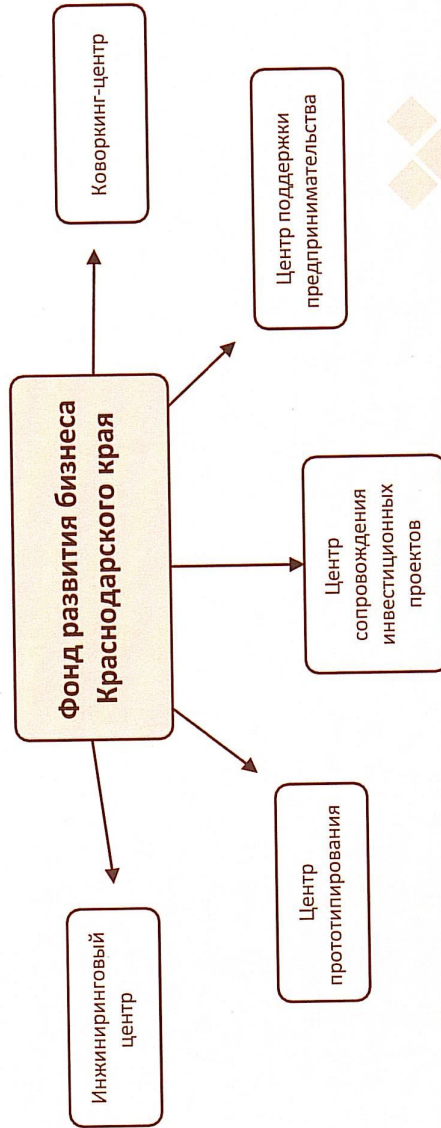 Фонд развития бизнеса
Краснодарского края
Инжиниринговый
центр
Центр
прототипирования
Центр
сопровождения
инвестиционных
проектов
Центр поддержки
предпринимательства
Коворкинг-центр